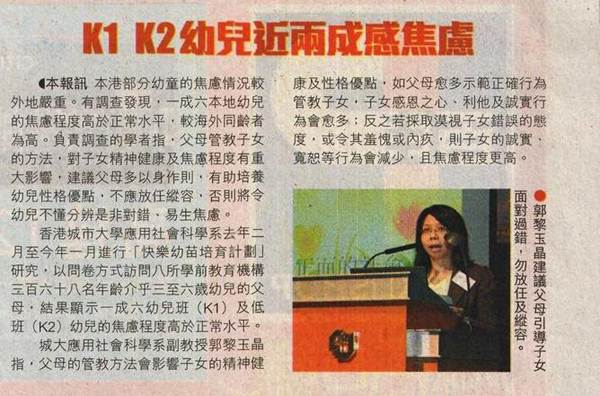 K1 K2幼兒近兩成感焦慮
◖本報訊 本港部分幼童的焦慮情況較
外地嚴重。有調查發現，一成六本地幼兒
的焦慮程度高於正常水平，較海外同齡者
為高。負責調查的學者指，父母管教子女
的方法，對子女精神健康及焦慮程度有重
大影響，建議父母多以身作則，有助培養
幼兒性格優點，不應放任縱容，否則將令
幼兒不懂分辨是非對錯、易生焦慮。
香港城市大學應用社會科學系去年二
月至今年一月進行「快樂幼苗培育計劃」
研究，以問卷方式訪問八所學前教育機構
三百六十八名年齡介乎三至六歲幼兒的父
母，結果顯示一成六幼兒班（K1）及低
班（K2）幼兒的焦慮程度高於正常水平。
城大應用社會科學系副教授郭黎玉晶
指，父母的管教方法會影響子女的精神健
康及性格優點，如父母愈多示範正確行為
管教子女，子女感恩之心、利他及誠實行
為會愈多；反之若採取漠視子女錯誤的態
度，或令其羞愧或內疚，則子女的誠實、
寬恕等行為會減少，且焦慮程度更高。
●郭黎玉晶建議父母引導子女
面對過錯，勿放任及縱容。